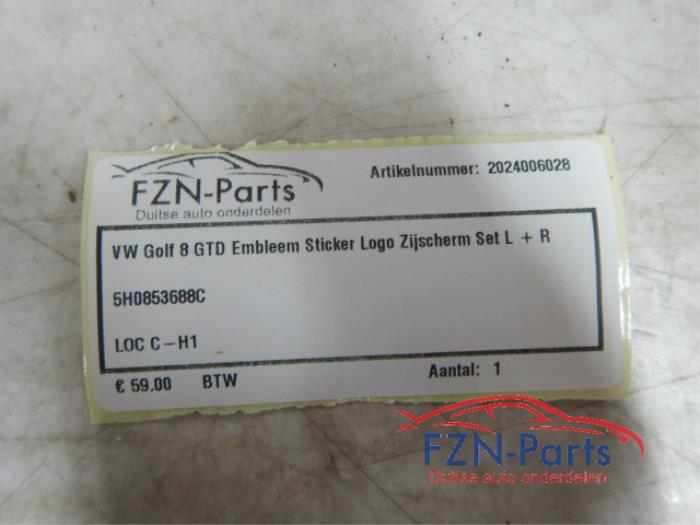 FZN-Parts
Duitse auto onderdelen
Artikelnummer: 2024006028
VW Golf 8 GTD Embleem Sticker Logo Zijscherm Set L + R
5H0853688C
LOC C-H1
€ 59.00 BTW
Aantal: 1
FZN-Parts
Duitse auto onderdelen